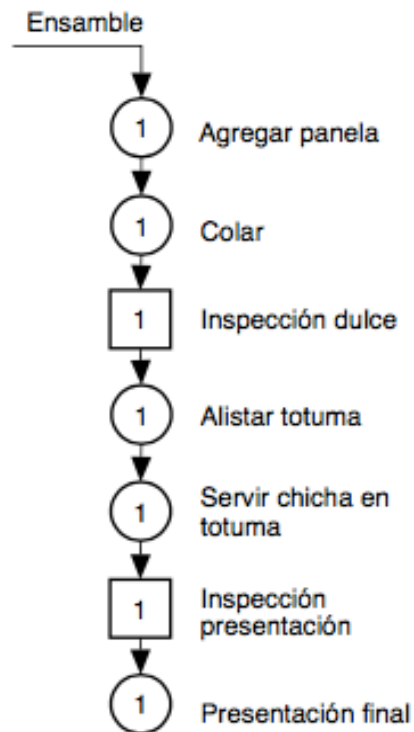 Ensamble
1 Agregar panela
1 Colar
1 Inspección dulce
1 Alistar totuma
1 Servir chicha en
totuma
1 Inspección
presentación
1 Presentación final